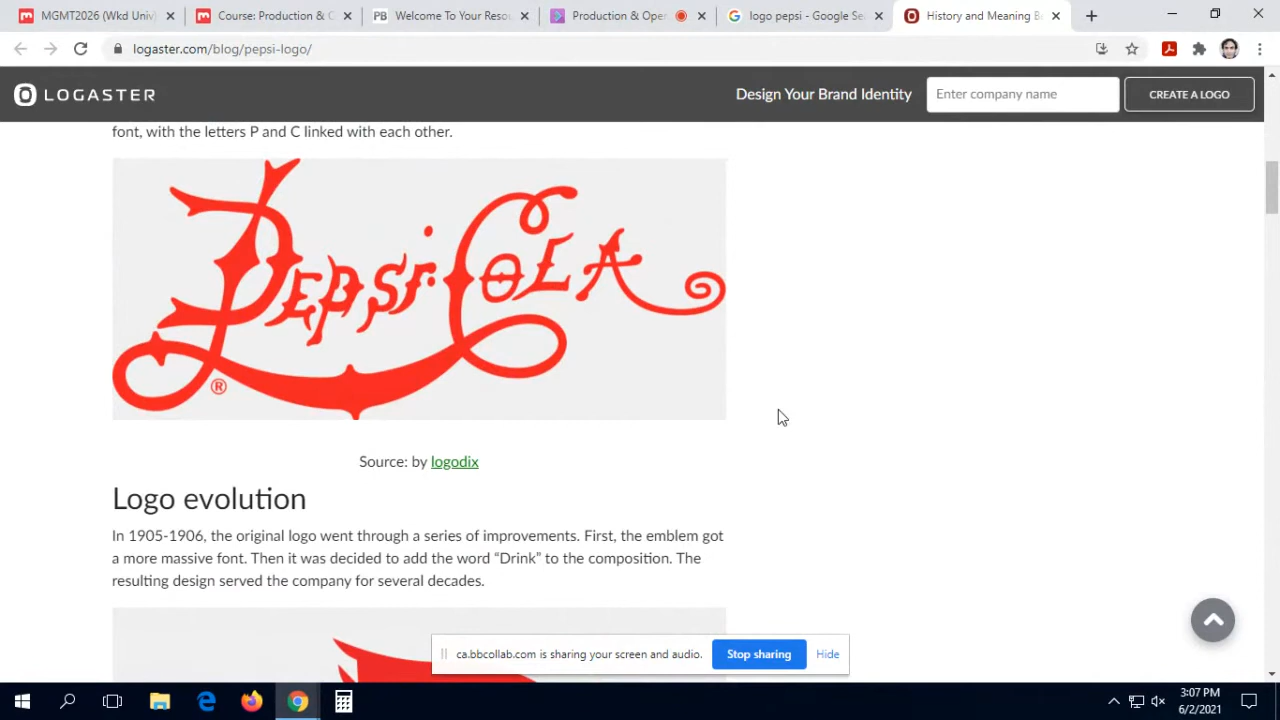 MGMT2026 (Wkd Univ)
Course: Production & C
PB Welcome To Your Resou
Production & Oper
logo pepsi - Google Sea
History and Meaning B
logaster.com/blog/pepsi-logo/
LOGASTER
Design Your Brand Identity
Enter company name
CREATE A LOGO
font, with the letters P and C linked with each other.
Pepsi:Cola
®
Source: by logodix
Logo evolution
In 1905-1906, the original logo went through a series of improvements. First, the emblem got
a more massive font. Then it was decided to add the word “Drink” to the composition. The
resulting design served the company for several decades.
ca.bbcollab.com is sharing your screen and audio.
Stop sharing
Hide
3:07 PM
6/2/2021